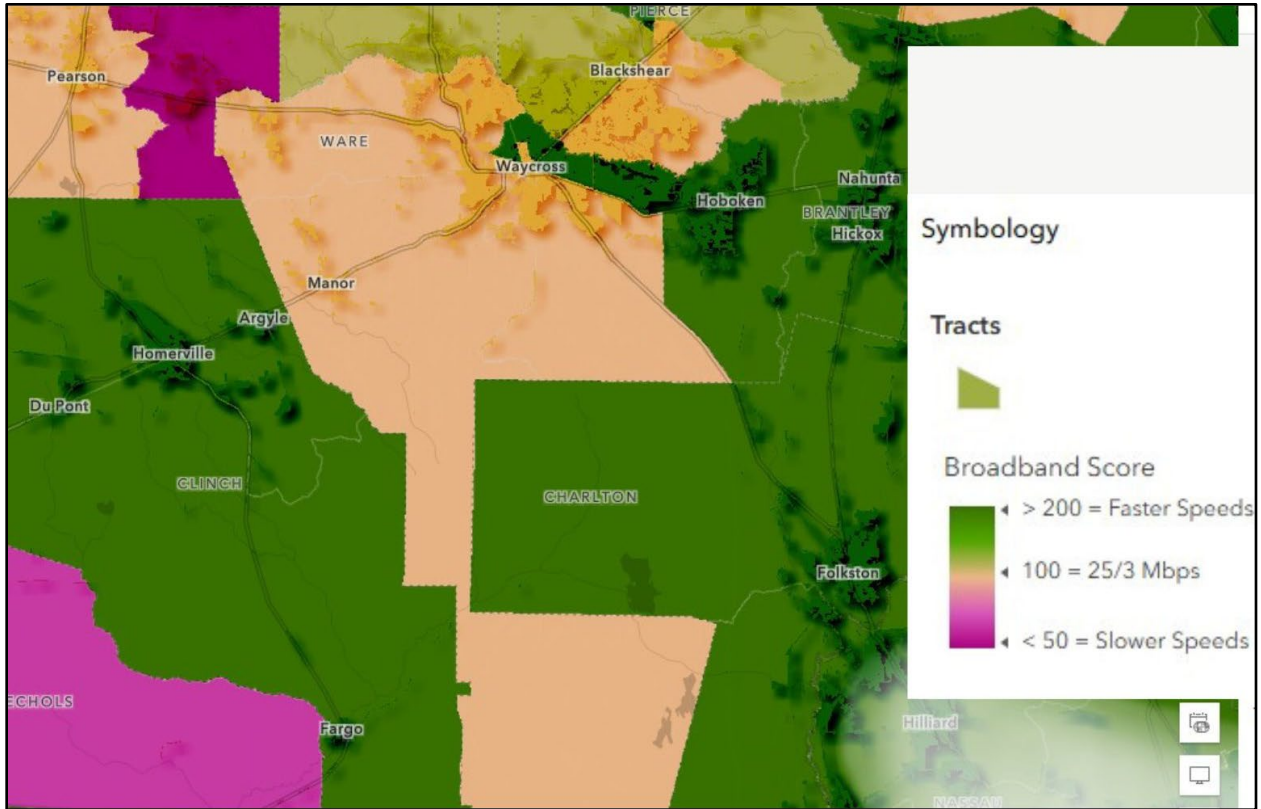 PIERCE
Pearson
Blackshear
WARE
Waycross
Nahunta
Hoboken
BRANTLEY
Hickox
Manor
Argyle
Homerville
Du Pont
CLINCH
CHARLTON
Folkston
ECHOLS
Fargo
Hilliard
NASSAU
Symbology
Tracts
Broadband Score
> 200 = Faster Speeds
100 = 25/3 Mbps
< 50 = Slower Speeds